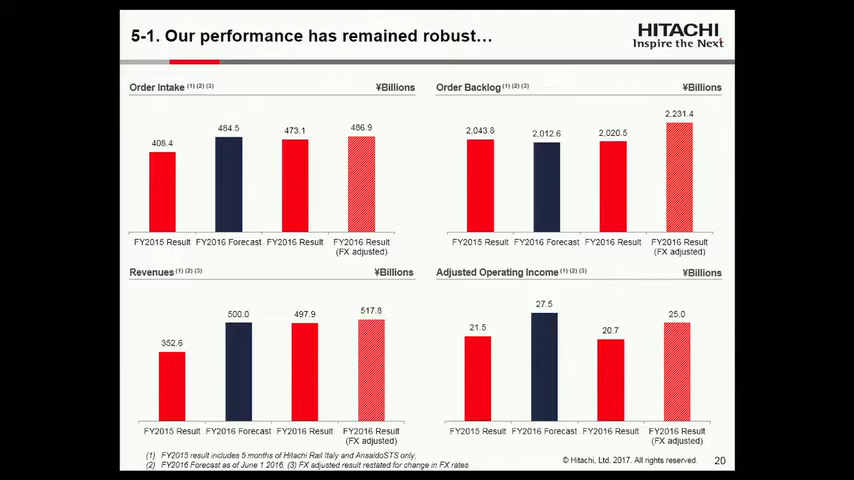 5-1. Our performance has remained robust…
HITACHI
Inspire the Next
Order Intake (1) (2) (3) ¥Billions
408.4
484.5
473.1
486.9
FY2015 Result FY2016 Forecast FY2016 Result FY2016 Result
(FX adjusted)
Order Backlog (1) (2) (3) ¥Billions
2,043.8
2,012.6
2,020.5
2,231.4
FY2015 Result FY2016 Forecast FY2016 Result FY2016 Result
(FX adjusted)
Revenues (1) (2) (3) ¥Billions
352.6
500.0
497.9
517.8
FY2015 Result FY2016 Forecast FY2016 Result FY2016 Result
(FX adjusted)
Adjusted Operating Income (1) (2) (3) ¥Billions
21.5
27.5
20.7
25.0
FY2015 Result FY2016 Forecast FY2016 Result FY2016 Result
(FX adjusted)
(1) FY2015 result includes 5 months of Hitachi Rail Italy and AnsaldoSTS only;
(2) FY2016 Forecast as of June 1 2016; (3) FX adjusted result restated for change in FX rates
© Hitachi, Ltd. 2017. All rights reserved. 20